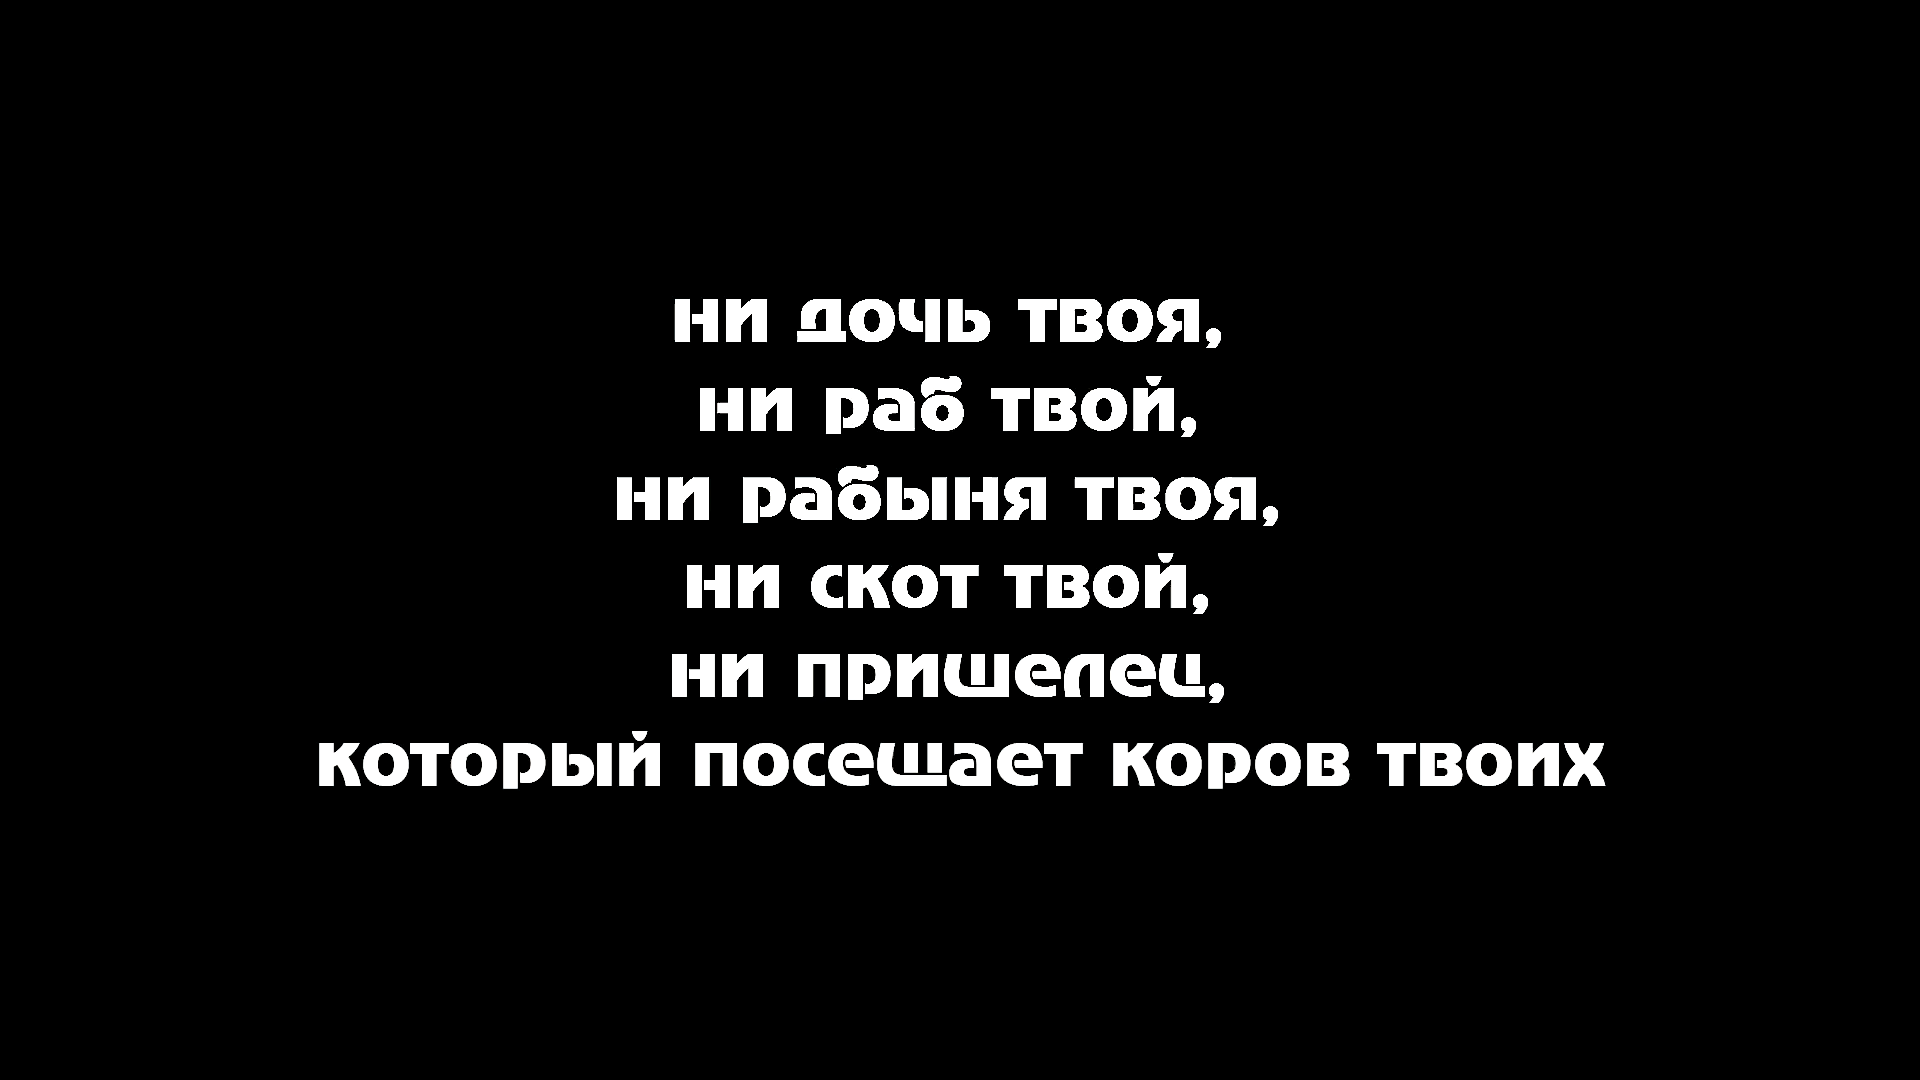 ни дочь твоя,
ни раб твой,
ни рабыня твоя,
ни скот твой,
ни пришелец,
который посещает коров твоих